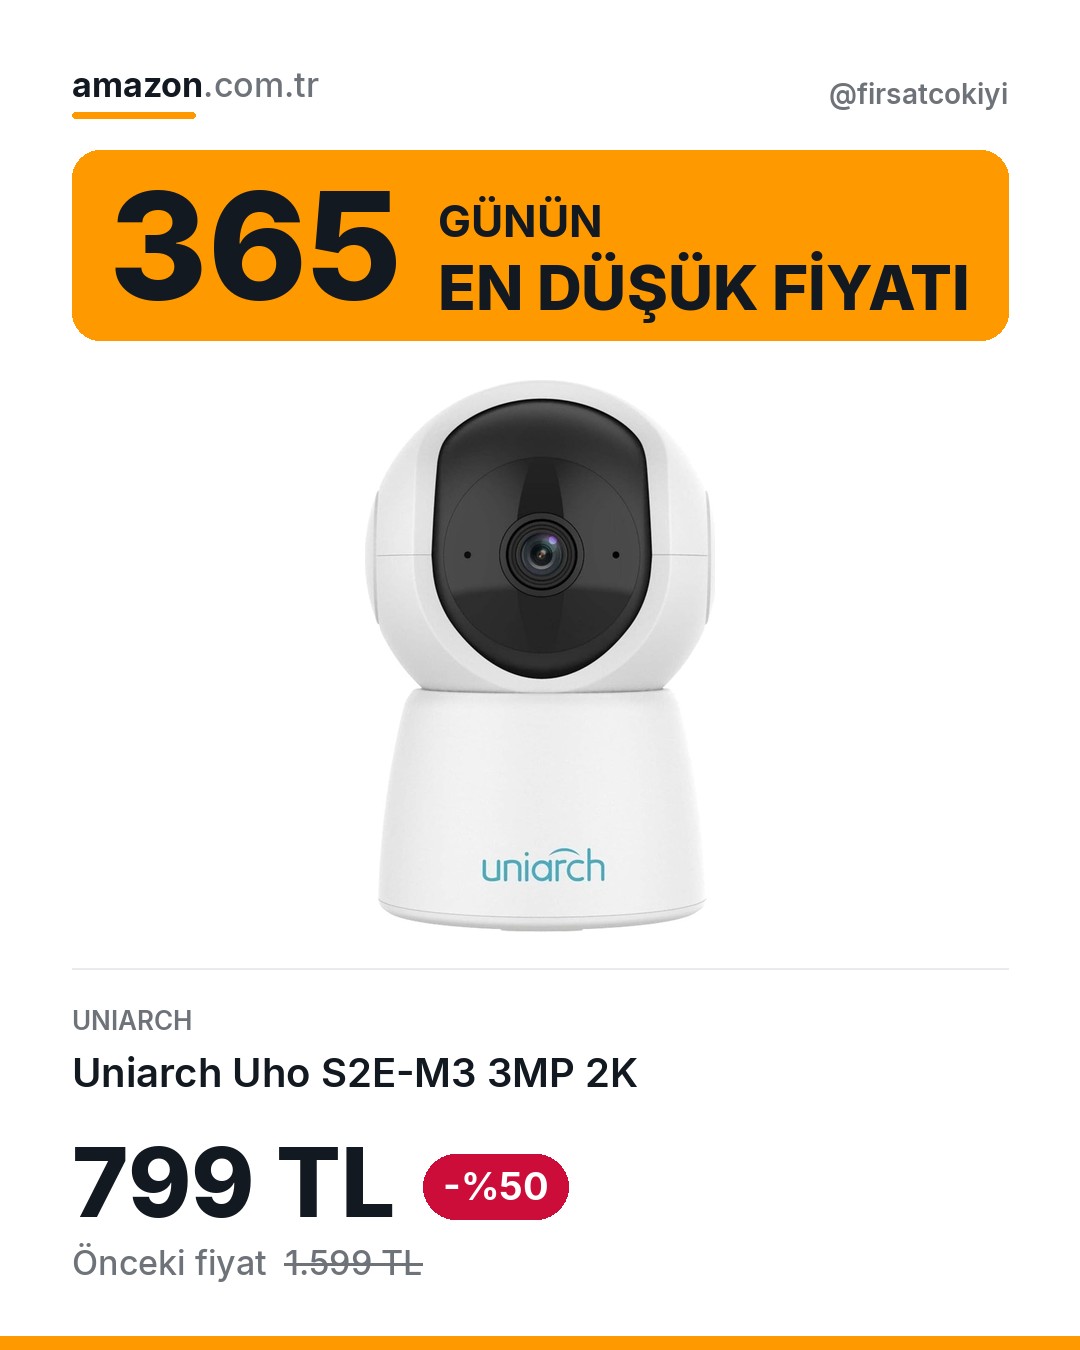 amazon.com.tr
@firsatcokiyi
365
GÜNÜN
EN DÜŞÜK FİYATI
uniarch
UNIARCH
Uniarch Uho S2E-M3 3MP 2K
799 TL -%50
Önceki fiyat 1.599 TL